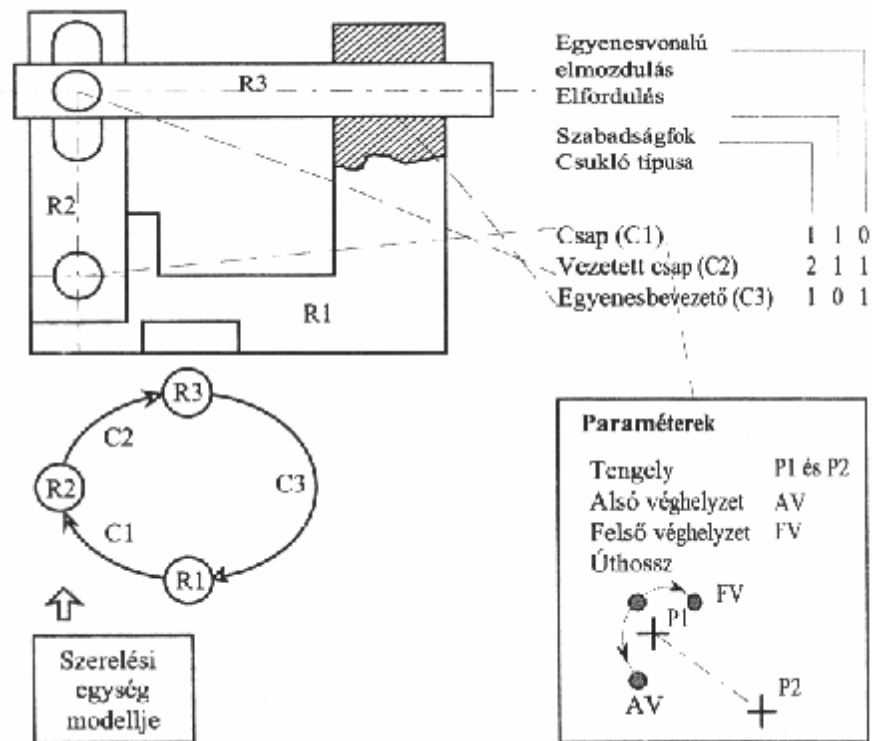 R3
R2
R1
Egyenesvonalú
elmozdulás
Elfordulás
Szabadságfok
Csukló típusa
Csap (C1) 1 1 0
Vezetett csap (C2) 2 1 1
Egyenesbevezető (C3) 1 0 1
R3
C2
C3
R2
C1
R1
Szerelési
egység
modellje
Paraméterek
Tengely P1 és P2
Alsó véghelyzet AV
Felső véghelyzet FV
Úthossz
FV
P1
P2
AV